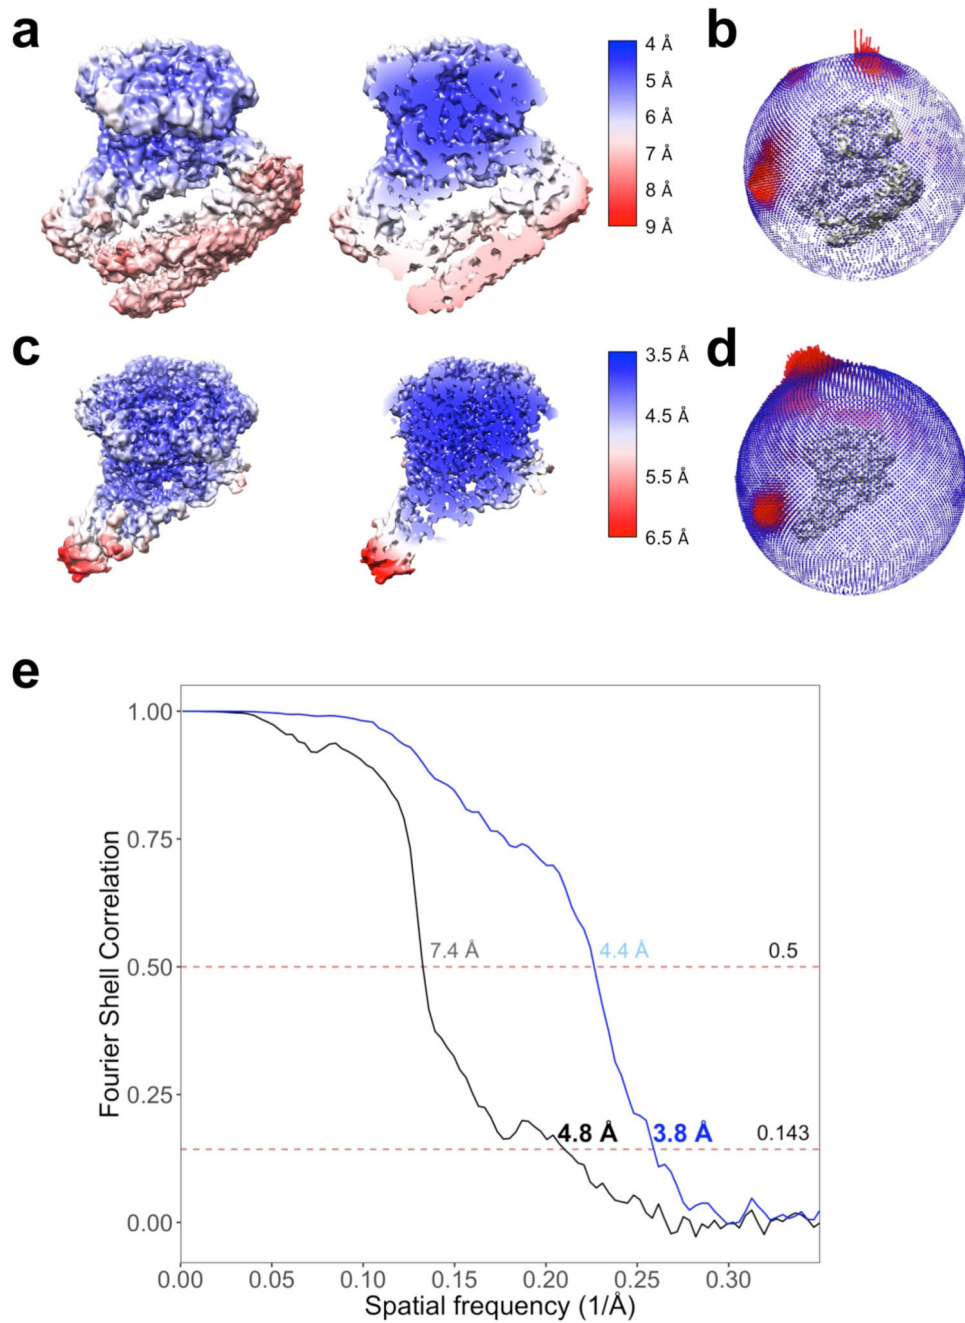 a
b
4 Å
5 Å
6 Å
7 Å
8 Å
9 Å
c
d
3.5 Å
4.5 Å
5.5 Å
6.5 Å
e
1.00
0.75
0.50
0.25
0.00
Fourier Shell Correlation
7.4 Å
4.4 Å
0.5
4.8 Å
3.8 Å
0.143
0.00
0.05
0.10
0.15
0.20
0.25
0.30
Spatial frequency (1/Å)